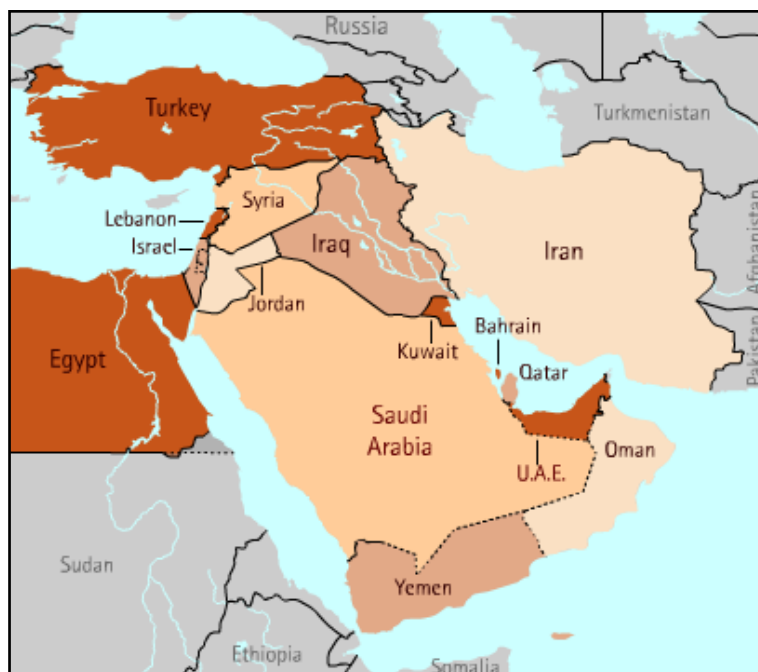 Russia
Turkey
Turkmenistan
Syria
Lebanon
Israel
Iraq
Iran
Afghanistan
Jordan
Kuwait
Bahrain
Qatar
Pakistan
Egypt
Saudi
Arabia
Oman
U.A.E.
Sudan
Yemen
Ethiopia
Somalia